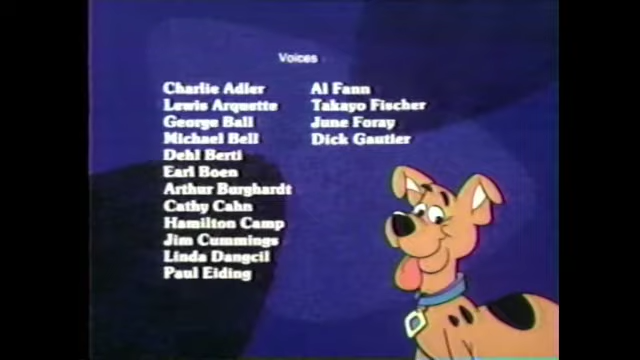 Voices
Charlie Adler
Lewis Arquette
George Ball
Michael Bell
Dehl Berti
Earl Boen
Arthur Burghardt
Cathy Cahn
Hamilton Camp
Jim Cummings
Linda Dangcil
Paul Eiding
Al Fann
Takayo Fischer
June Foray
Dick Gautier